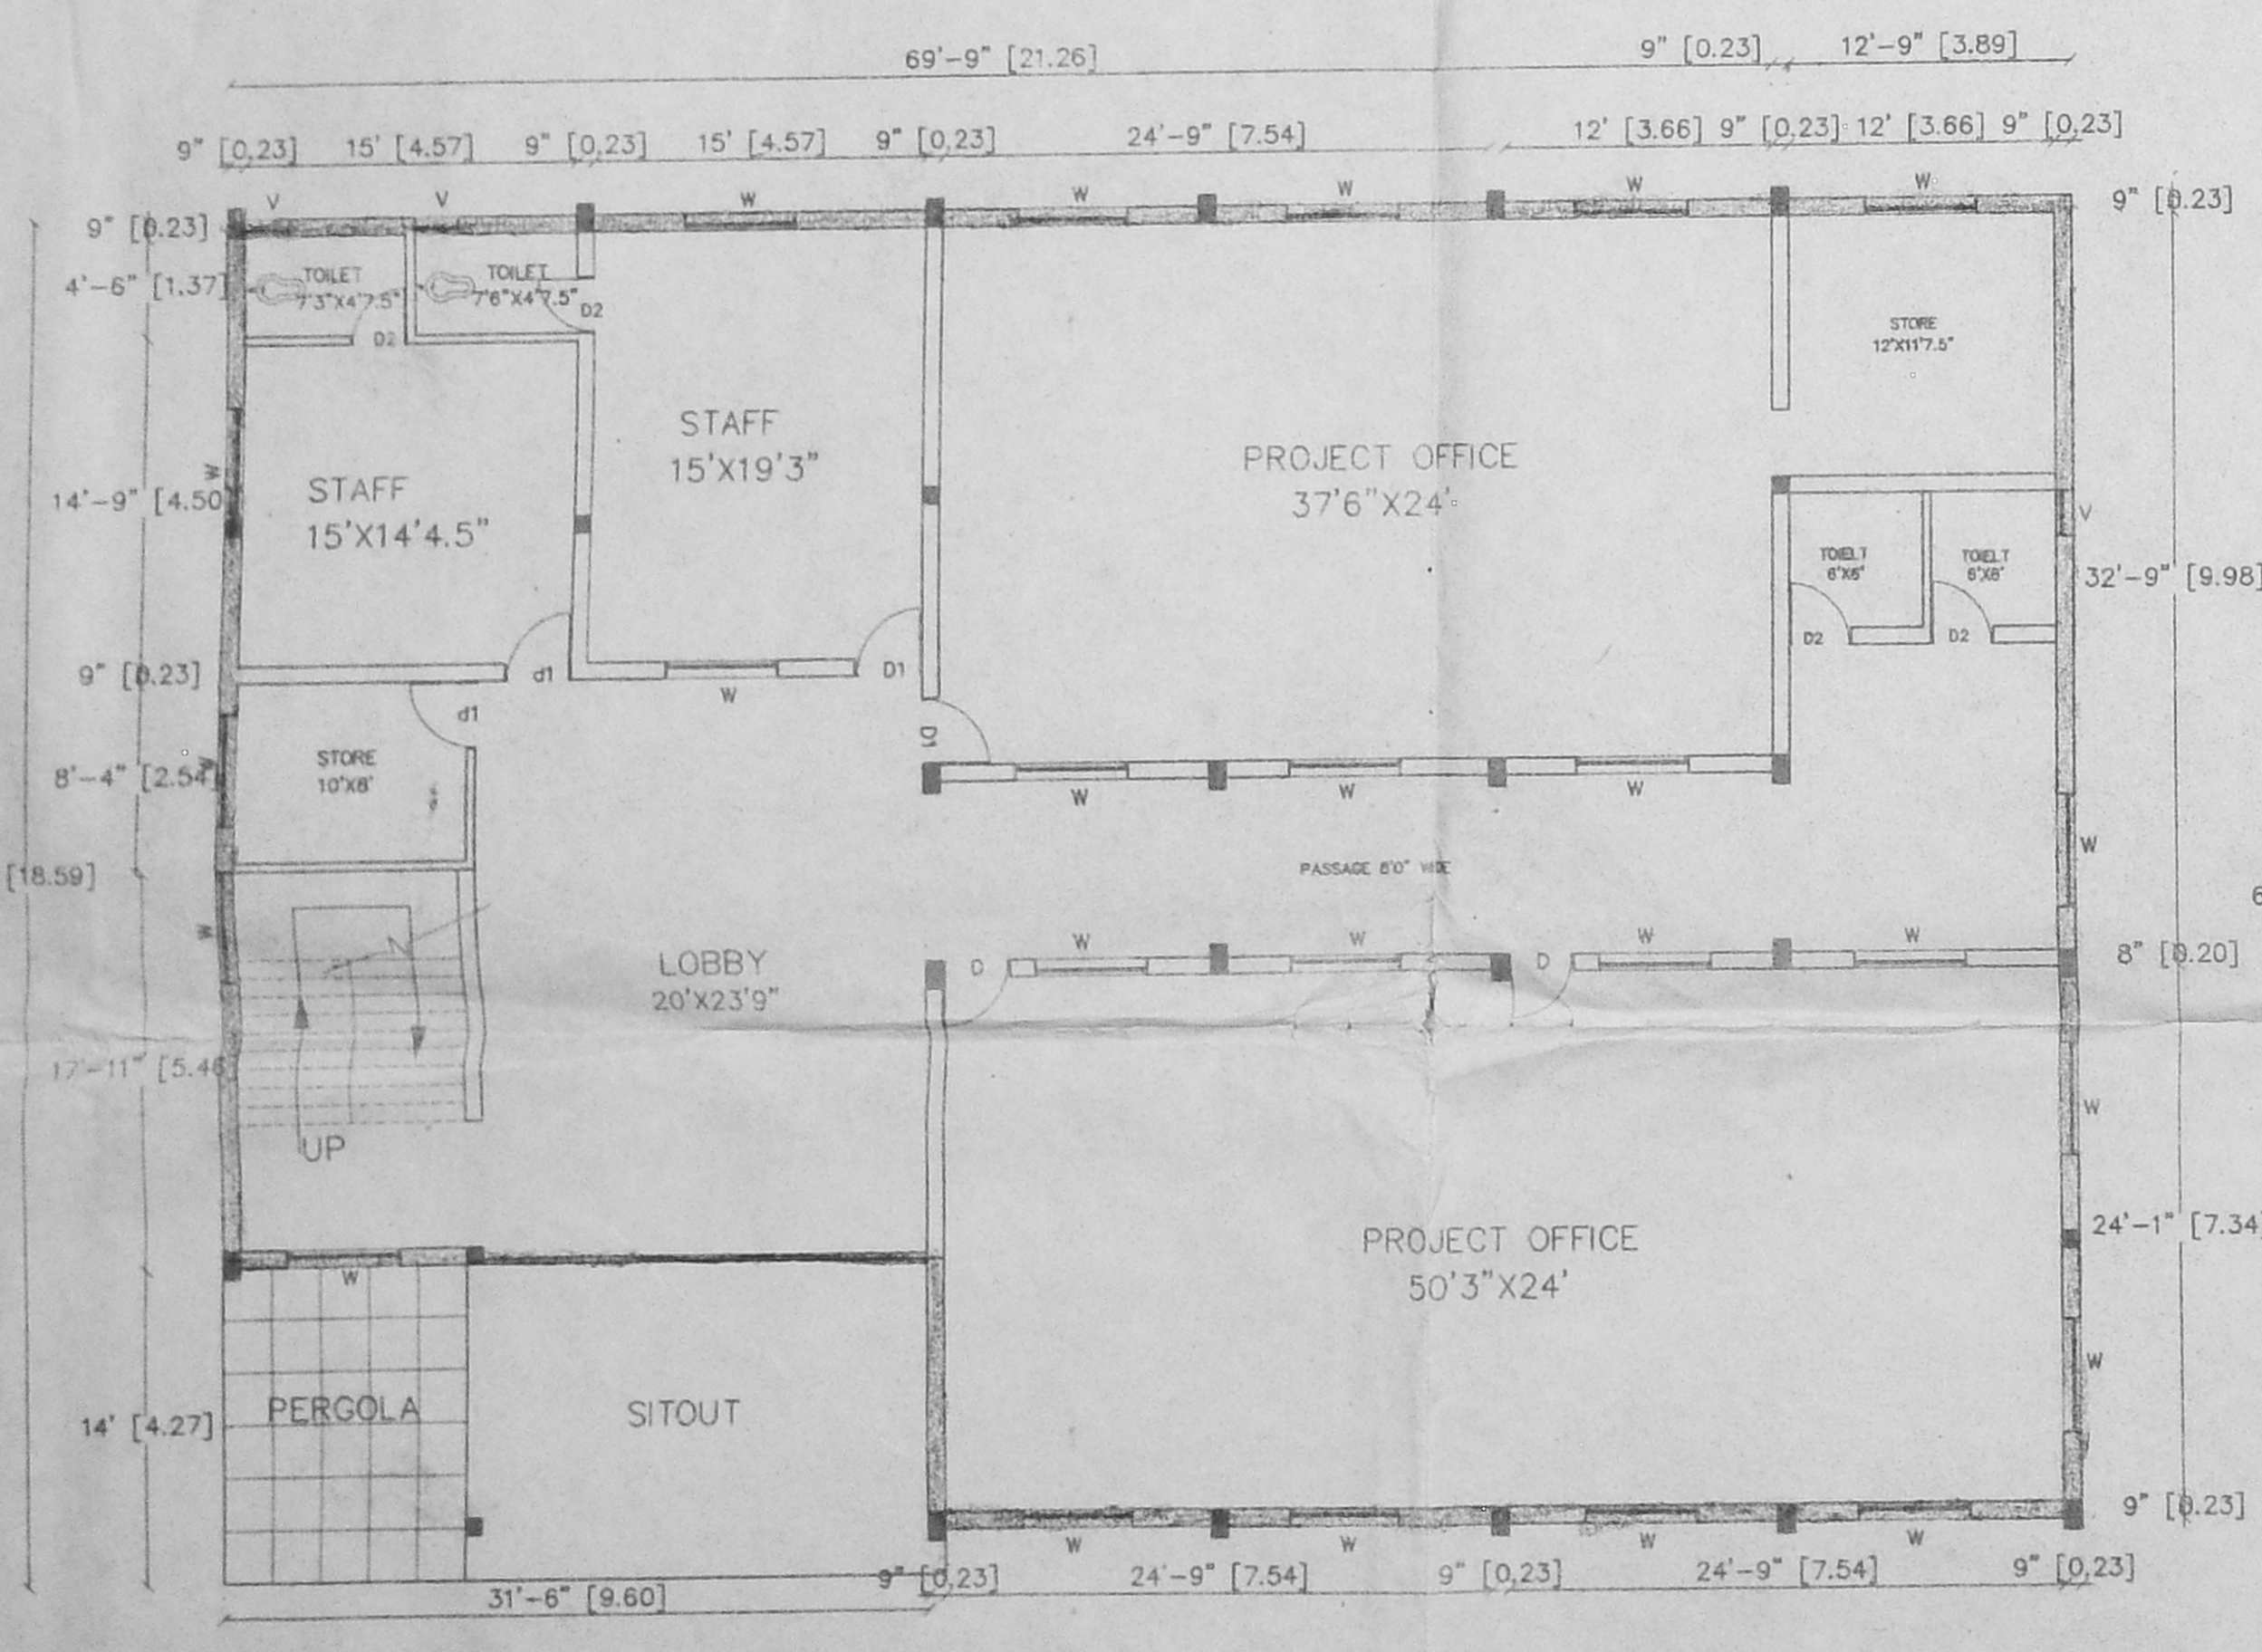 69'-9" [21.26]
9" [0.23]
12'-9" [3.89]
9" [0.23]
15' [4.57]
9" [0.23]
15' [4.57]
9" [0.23]
24'-9" [7.54]
12' [3.66]
9" [0.23]
12' [3.66]
9" [0.23]
V
V
W
W
W
W
W
9" [0.23]
9" [0.23]
4'-6" [1.37]
TOILET
7'3"X4'7.5"
TOILET
7'6"X4'7.5"
D2
D2
STORE
12'X11'7.5"
STAFF
15'X19'3"
PROJECT OFFICE
37'6"X24'
W
14'-9" [4.50
STAFF
15'X14'4.5"
V
TOIELT
6'X6'
TOIELT
6'X6'
32'-9" [9.98]
D2
D2
9" [0.23]
d1
D1
W
d1
D1
STORE
10'X8'
8'-4" [2.54]
W
W
W
W
W
[18.59]
PASSAGE 6'0" WIDE
6
W
LOBBY
20'X23'9"
D
W
W
D
W
W
8" [0.20]
17'-11" [5.46
UP
W
24'-1" [7.34]
PROJECT OFFICE
50'3"X24'
W
W
PERGOLA
SITOUT
14' [4.27]
9" [0.23]
W
W
W
W
31'-6" [9.60]
9" [0.23]
24'-9" [7.54]
9" [0.23]
24'-9" [7.54]
9" [0.23]